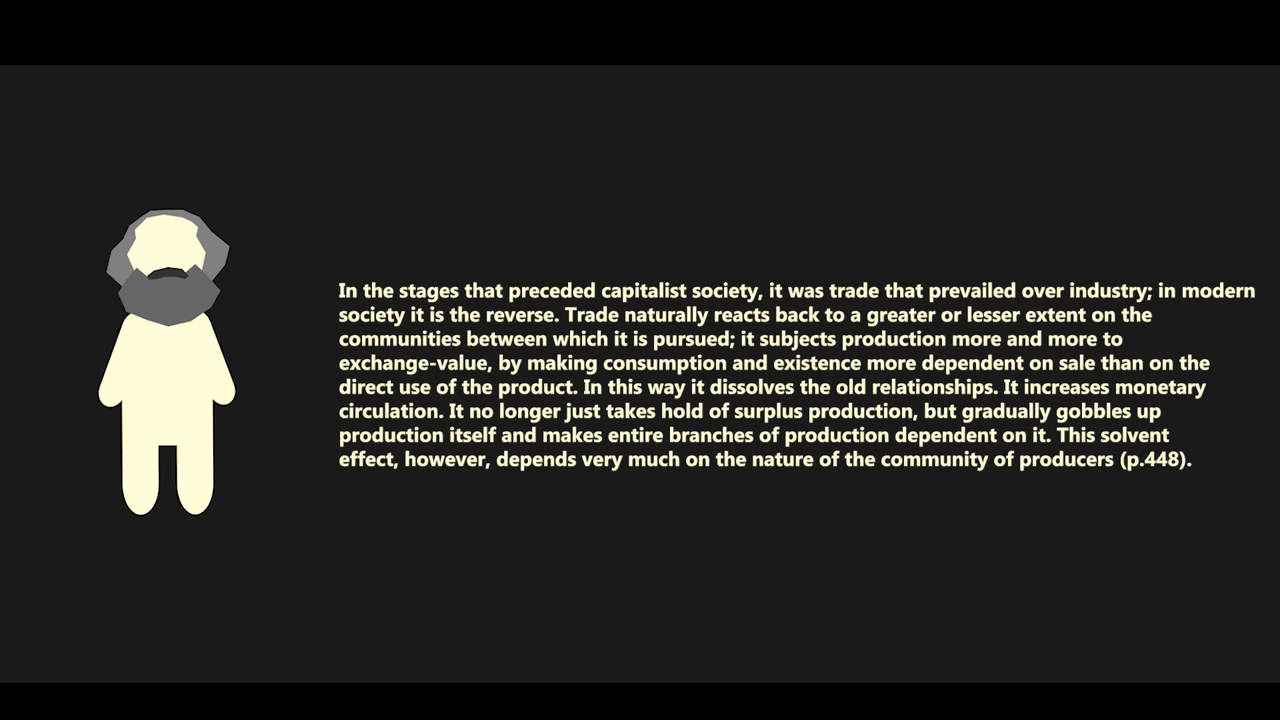 In the stages that preceded capitalist society, it was trade that prevailed over industry; in modern
society it is the reverse. Trade naturally reacts back to a greater or lesser extent on the
communities between which it is pursued; it subjects production more and more to
exchange-value, by making consumption and existence more dependent on sale than on the
direct use of the product. In this way it dissolves the old relationships. It increases monetary
circulation. It no longer just takes hold of surplus production, but gradually gobbles up
production itself and makes entire branches of production dependent on it. This solvent
effect, however, depends very much on the nature of the community of producers (p.448).